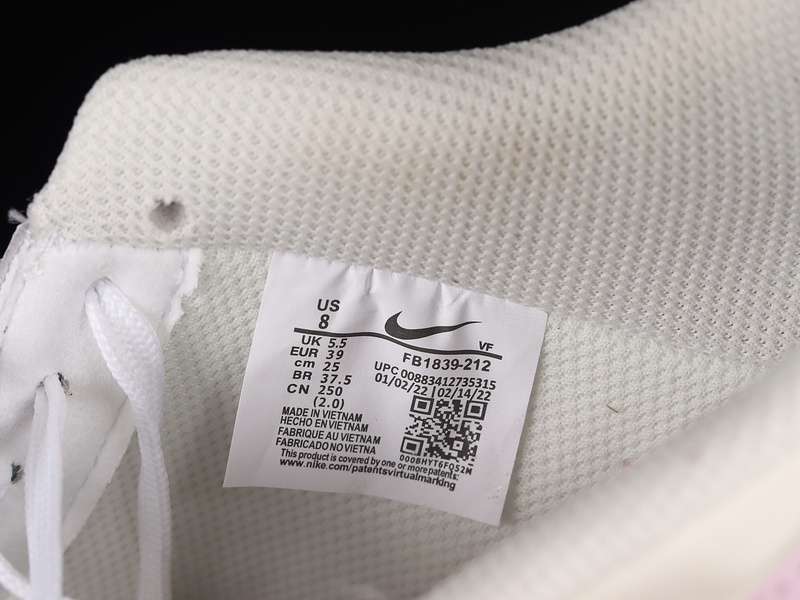 US
8
VF
UK 5.5
EUR 39
cm 25
BR 37.5
CN 250
(2.0)
FB1839-212
UPC 00883412735315
01/02/22 | 02/14/22
000BHYT6FQ52M
MADE IN VIETNAM
HECHO EN VIETNAM
FABRIQUE AU VIETNAM
FABRICADO NO VIETNA
This product is covered by one or more patents:
www.nike.com/patentsvirtualmarking